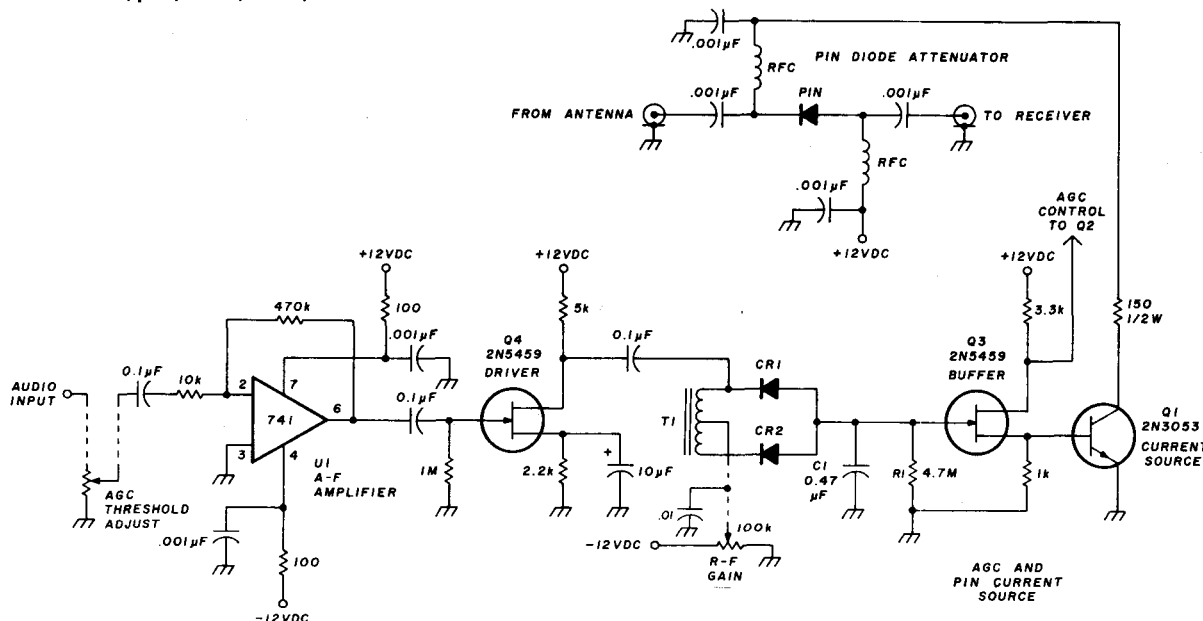 .001µF
RFC
PIN DIODE ATTENUATOR
.001µF
PIN
.001µF
FROM ANTENNA
TO RECEIVER
RFC
.001µF
+12VDC
AGC
CONTROL
TO Q2
+12VDC
3.3k
150
1/2W
+12VDC
100
.001µF
470k
+12VDC
5k
Q4
2N5459
DRIVER
0.1µF
Q3
2N5459
BUFFER
Q1
2N3053
CURRENT
SOURCE
AUDIO
INPUT
0.1µF
10k
2
7
741
6
3
4
U1
A-F
AMPLIFIER
0.1µF
1M
2.2k
+
10µF
T1
CR1
CR2
C1
0.47
µF
R1
4.7M
1k
AGC
THRESHOLD
ADJUST
.001µF
100
-12VDC
.01
100k
-12VDC
R-F
GAIN
AGC AND
PIN CURRENT
SOURCE